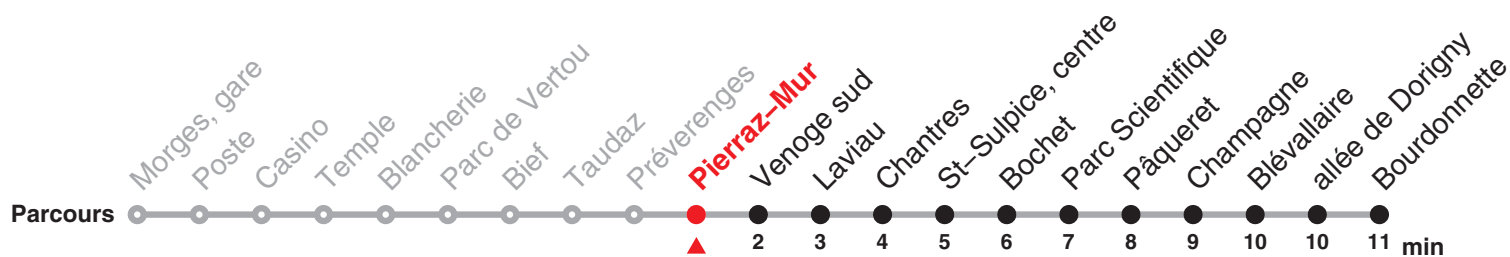 Morges, gare
Poste
Casino
Temple
Blancherie
Parc de Vertou
Bief
Taudaz
Préverenges
Pierraz–Mur
Venoge sud
Laviau
Chantres
St–Sulpice, centre
Bochet
Parc Scientifique
Pâqueret
Champagne
Blévallaire
allée de Dorigny
Bourdonnette
Parcours
2 3 4 5 6 7 8 9 10 10 11 min